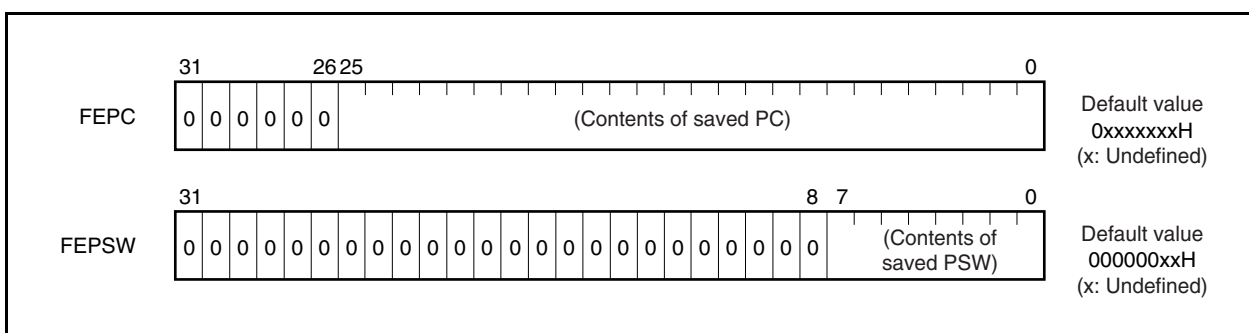 31 26 25 0
FEPC 0 0 0 0 0 0 (Contents of saved PC) Default value
0xxxxxxxH
(x: Undefined)
31 8 7 0
FEPSW 0 0 0 0 0 0 0 0 0 0 0 0 0 0 0 0 0 0 0 0 0 0 0 0 (Contents of
saved PSW) Default value
000000xxH
(x: Undefined)